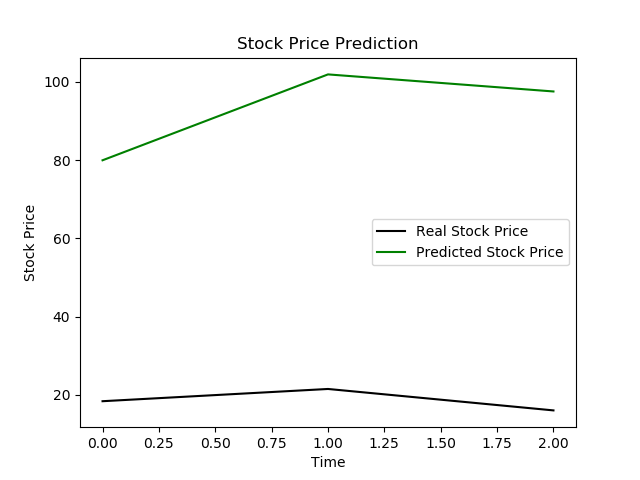 Stock Price Prediction
100
80
60
40
20
Stock Price
Real Stock Price
Predicted Stock Price
0.00 0.25 0.50 0.75 1.00 1.25 1.50 1.75 2.00
Time